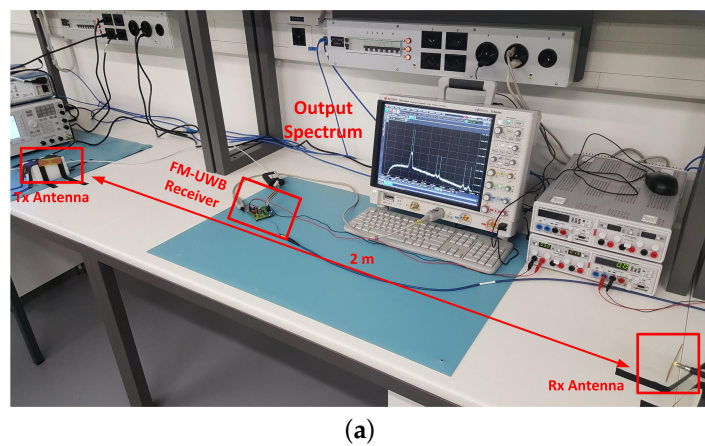 Output
Spectrum
FM-UWB
Receiver
Tx Antenna
2 m
Rx Antenna
(a)